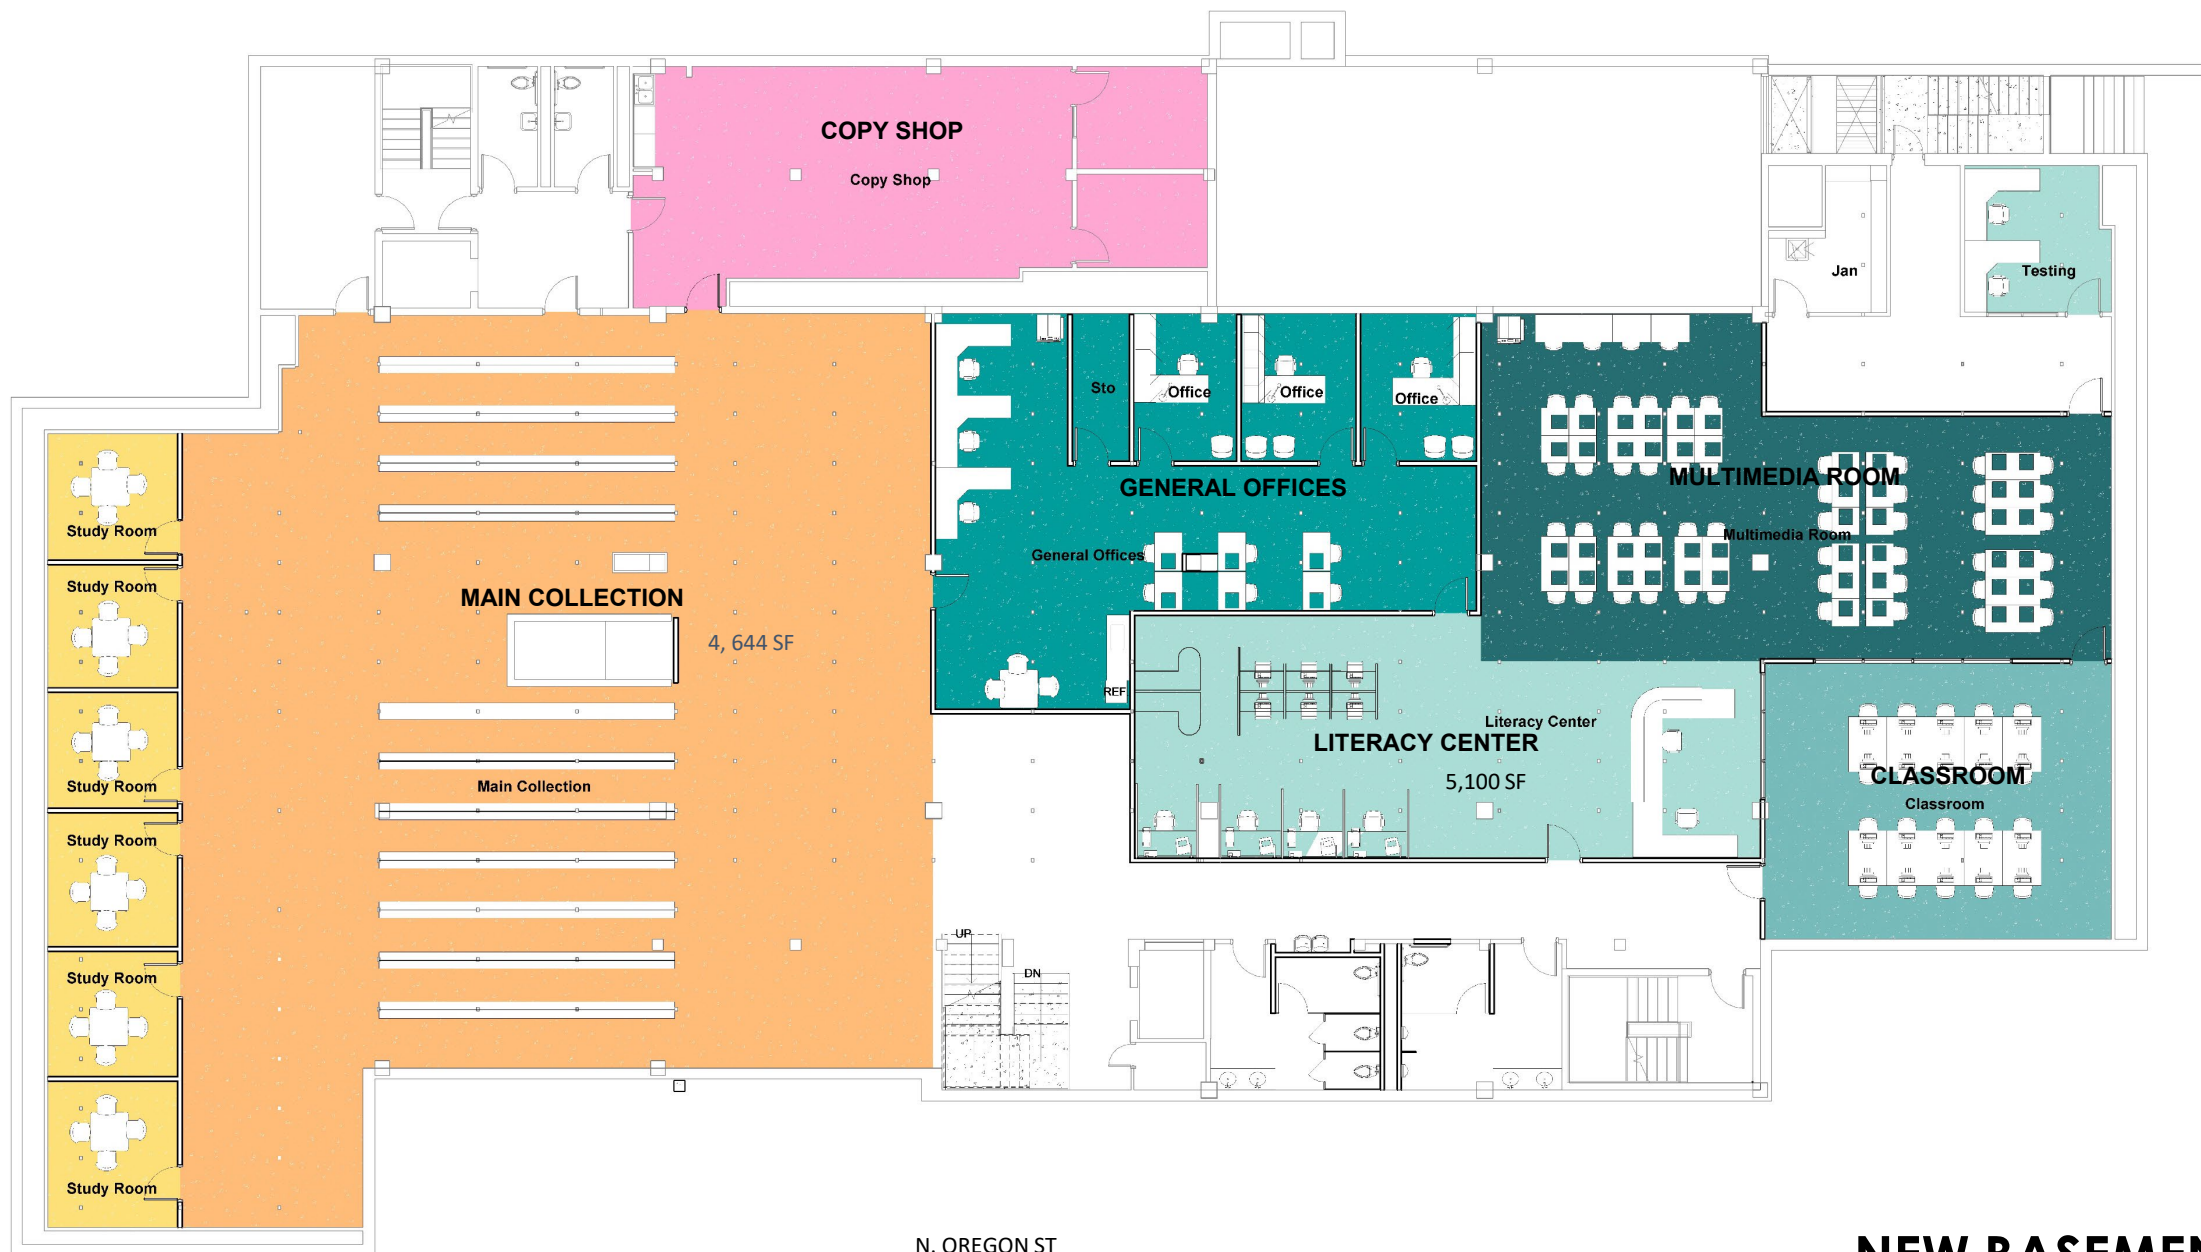 COPY SHOP
Copy Shop
Jan
Testing
Sto
Office
Office
Office
GENERAL OFFICES
General Offices
REF
MULTIMEDIA ROOM
Multimedia Room
Study Room
Study Room
Study Room
Study Room
Study Room
Study Room
MAIN COLLECTION
4, 644 SF
Main Collection
Literacy Center
LITERACY CENTER
5,100 SF
CLASSROOM
Classroom
UP
DN
N. OREGON ST
NEW BASEMEN